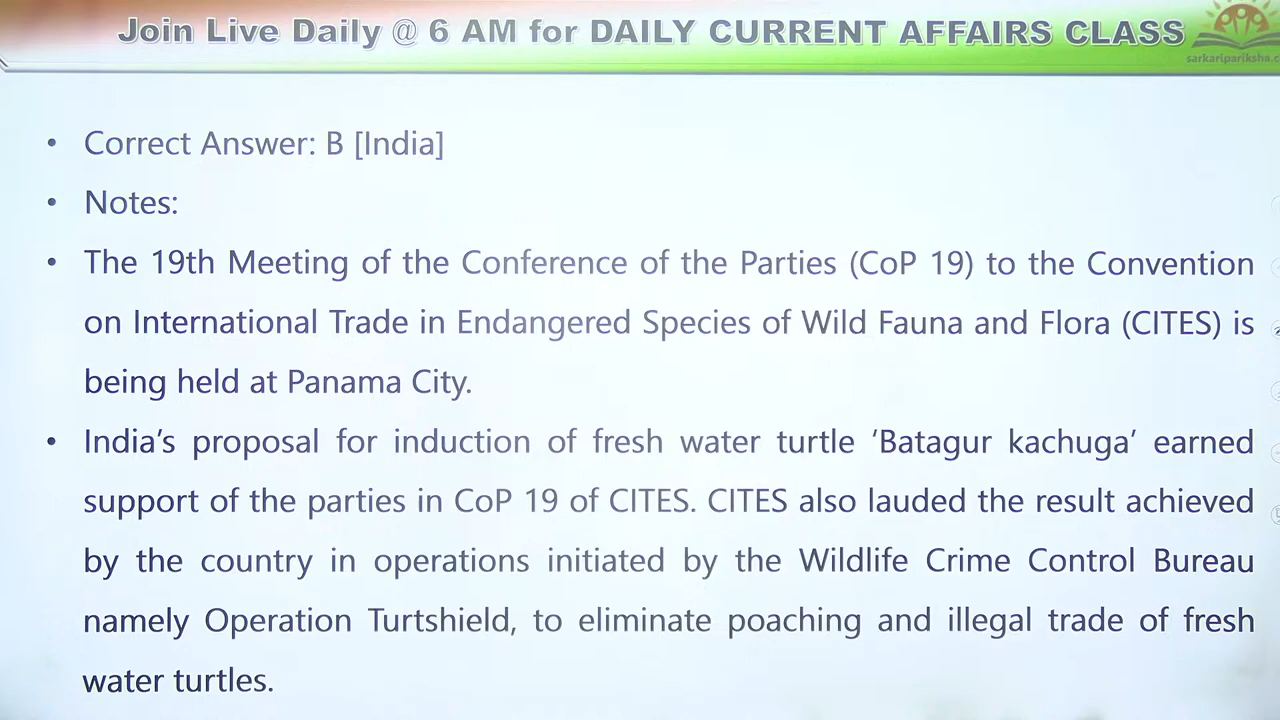 Join Live Daily @ 6 AM for DAILY CURRENT AFFAIRS CLASS
sarkaripariksha.c
• Correct Answer: B [India]
• Notes:
• The 19th Meeting of the Conference of the Parties (CoP 19) to the Convention
on International Trade in Endangered Species of Wild Fauna and Flora (CITES) is
being held at Panama City.
• India’s proposal for induction of fresh water turtle ‘Batagur kachuga’ earned
support of the parties in CoP 19 of CITES. CITES also lauded the result achieved
by the country in operations initiated by the Wildlife Crime Control Bureau
namely Operation Turtshield, to eliminate poaching and illegal trade of fresh
water turtles.